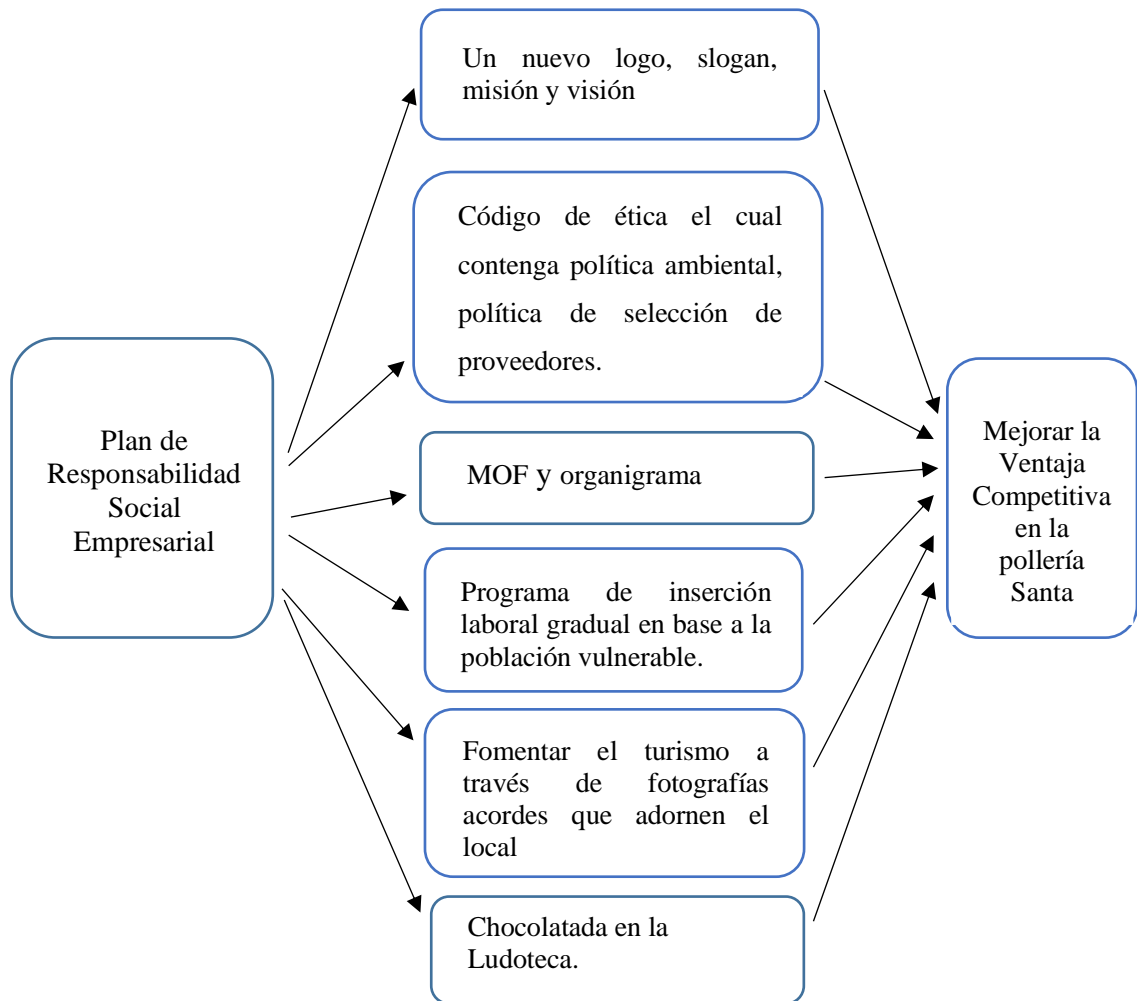 Un nuevo logo, slogan,
misión y visión
Código de ética el cual
contenga política ambiental,
política de selección de
proveedores.
Plan de
Responsabilidad
Social
Empresarial
MOF y organigrama
Mejorar la
Ventaja
Competitiva
en la
pollería
Santa
Programa de inserción
laboral gradual en base a la
población vulnerable.
Fomentar el turismo a
través de fotografías
acordes que adornen el
local
Chocolatada en la
Ludoteca.